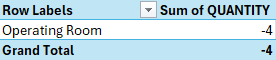 Row Labels Sum of QUANTITY
Operating Room -4
Grand Total -4